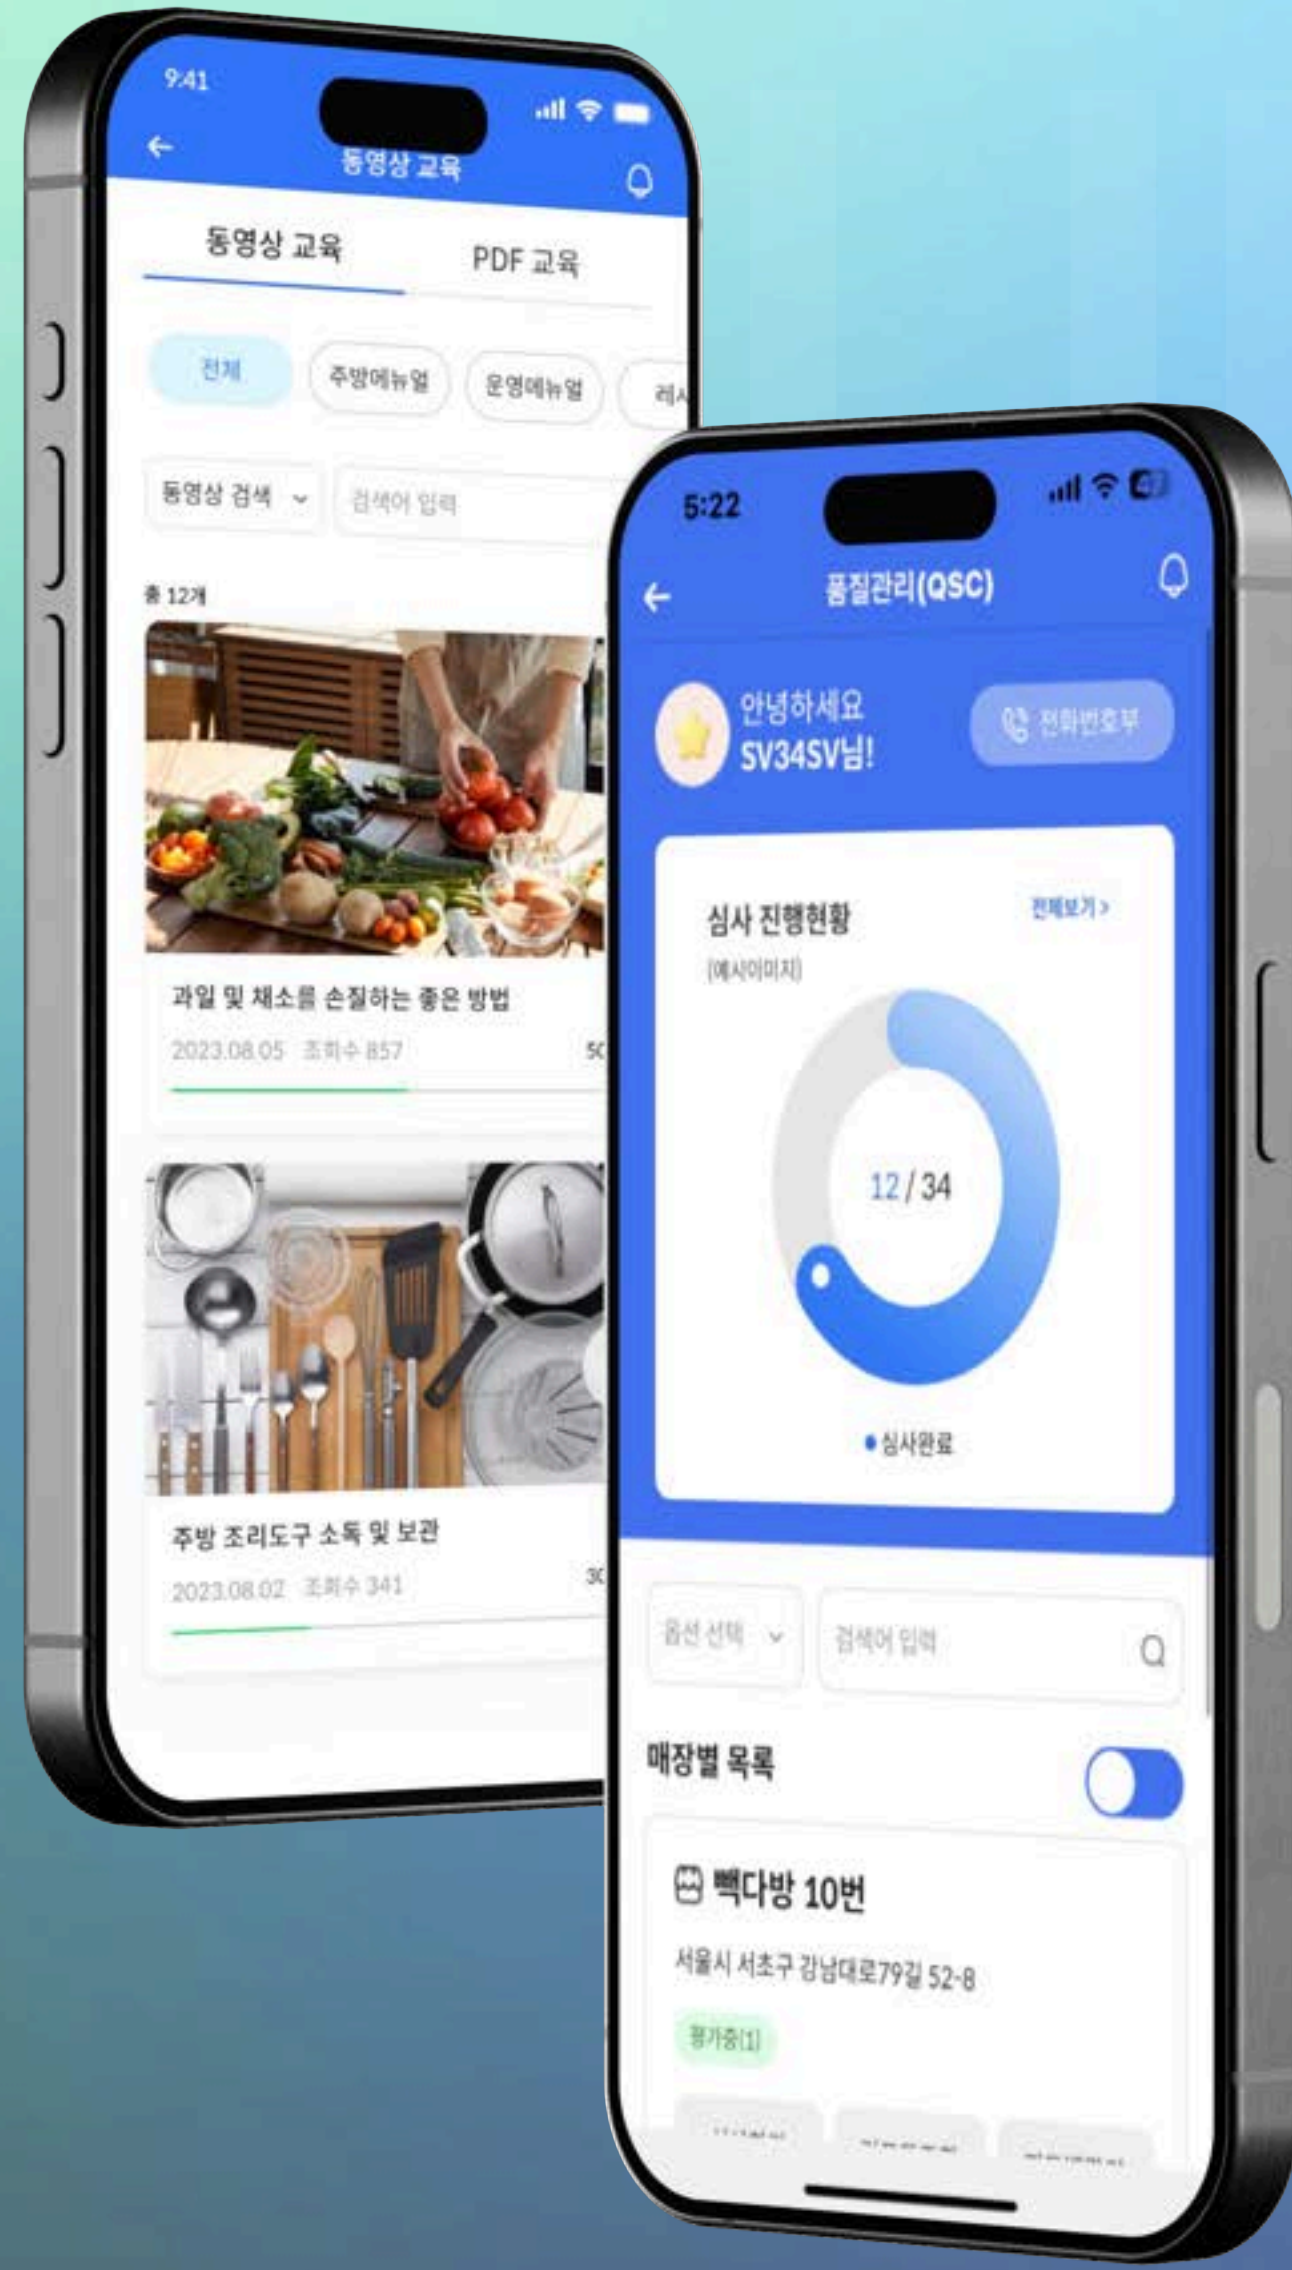 9:41
동영상 교육
동영상 교육
PDF 교육
전체
주방메뉴얼
운영메뉴얼
동영상 검색
검색어 입력
총 12개
과일 및 채소를 손질하는 좋은 방법
2023.08.05 조회수 857
50
주방 조리도구 소독 및 보관
2023.08.02 조회수 341
30
5:22
품질관리(QSC)
안녕하세요
SV34SV님!
전화번호부
심사 진행현황
전체보기 >
(예시이미지)
12 / 34
심사완료
옵션 선택
검색어 입력
매장별 목록
빽다방 10번
서울시 서초구 강남대로79길 52-8
평가중(1)